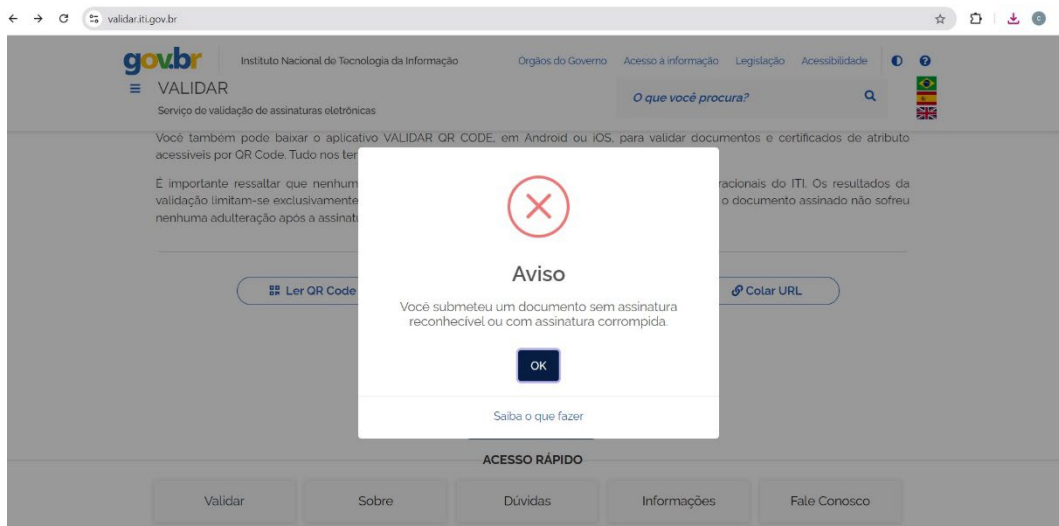 validar.iti.gov.br
gov.br
Instituto Nacional de Tecnologia da Informação
Órgãos do Governo
Acesso à informação
Legislação
Acessibilidade
VALIDAR
O que você procura?
Serviço de validação de assinaturas eletrônicas
Você também pode baixar o aplicativo VALIDAR QR CODE, em Android ou iOS, para validar documentos e certificados de atributo
acessíveis por QR Code. Tudo nos ter
É importante ressaltar que nenhum
racionais do ITI. Os resultados da
validação limitam-se exclusivamente
o documento assinado não sofreu
nenhuma adulteração após a assinat
Aviso
Ler QR Code
Colar URL
Você submeteu um documento sem assinatura
reconhecível ou com assinatura corrompida.
OK
Saiba o que fazer
ACESSO RÁPIDO
Validar
Sobre
Dúvidas
Informações
Fale Conosco